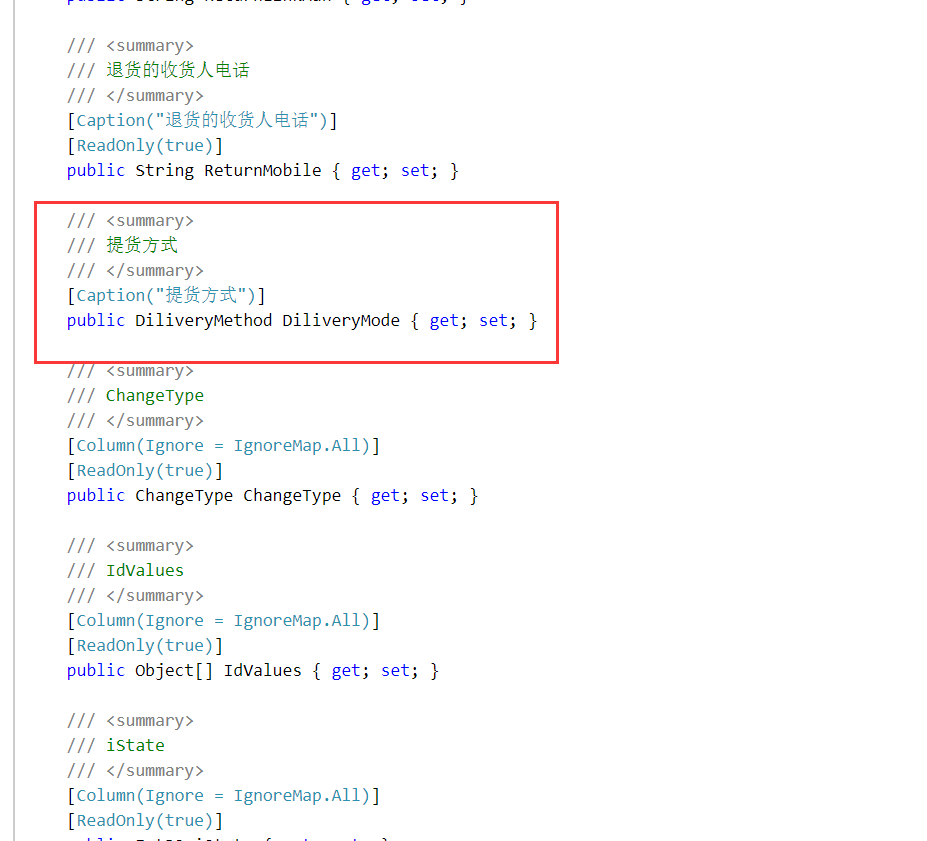 /// <summary>
/// 退货的收货人电话
/// </summary>
[Caption("退货的收货人电话")]
[ReadOnly(true)]
public String ReturnMobile { get; set; }
/// <summary>
/// 提货方式
/// </summary>
[Caption("提货方式")]
public DiliveryMethod DiliveryMode { get; set; }
/// <summary>
/// ChangeType
/// </summary>
[Column(Ignore = IgnoreMap.All)]
[ReadOnly(true)]
public ChangeType ChangeType { get; set; }
/// <summary>
/// IdValues
/// </summary>
[Column(Ignore = IgnoreMap.All)]
[ReadOnly(true)]
public Object[] IdValues { get; set; }
/// <summary>
/// iState
/// </summary>
[Column(Ignore = IgnoreMap.All)]
[ReadOnly(true)]